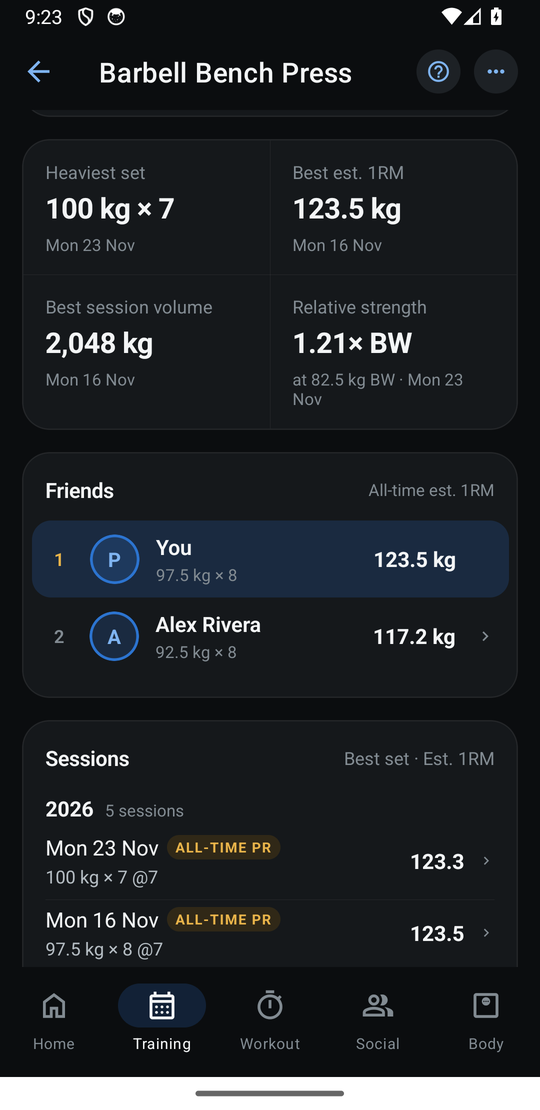 9:23
Barbell Bench Press
Heaviest set
100 kg × 7
Mon 23 Nov
Best est. 1RM
123.5 kg
Mon 16 Nov
Best session volume
2,048 kg
Mon 16 Nov
Relative strength
1.21× BW
at 82.5 kg BW · Mon 23
Nov
Friends
All-time est. 1RM
1
P
You
97.5 kg × 8
123.5 kg
2
A
Alex Rivera
92.5 kg × 8
117.2 kg
Sessions
Best set · Est. 1RM
2026 5 sessions
Mon 23 Nov ALL-TIME PR
100 kg × 7 @7
123.3
Mon 16 Nov ALL-TIME PR
97.5 kg × 8 @7
123.5
Home
Training
Workout
Social
Body